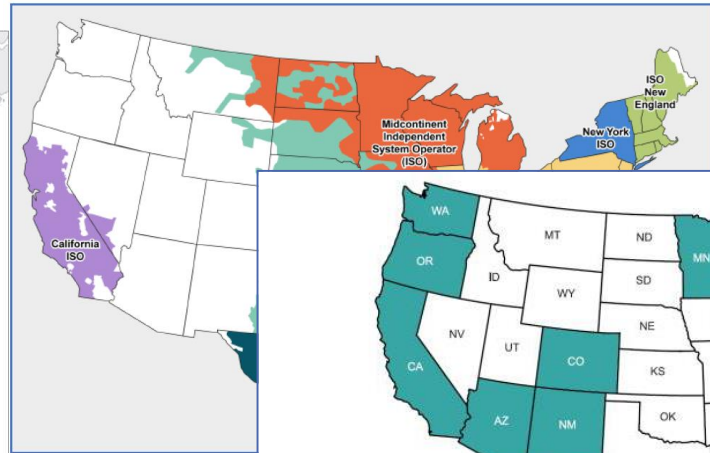 ISO
New
England
Midcontinent
Independent
System Operator
(ISO)
New York
ISO
California
ISO
WA
MT
ND
MN
OR
ID
SD
WY
NE
NV
UT
CO
CA
KS
AZ
NM
OK